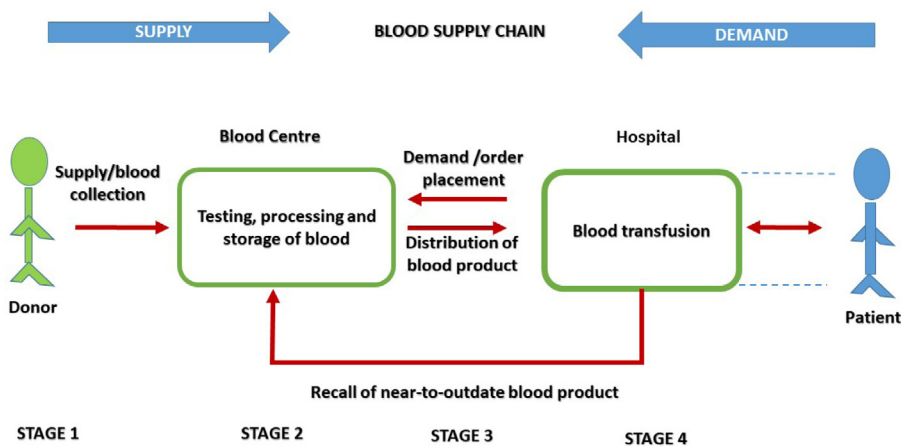 SUPPLY
BLOOD SUPPLY CHAIN
DEMAND
Blood Centre
Hospital
Supply/blood
collection
Demand /order
placement
Testing, processing and
storage of blood
Distribution of
blood product
Blood transfusion
Donor
Patient
Recall of near-to-outdate blood product
STAGE 1
STAGE 2
STAGE 3
STAGE 4